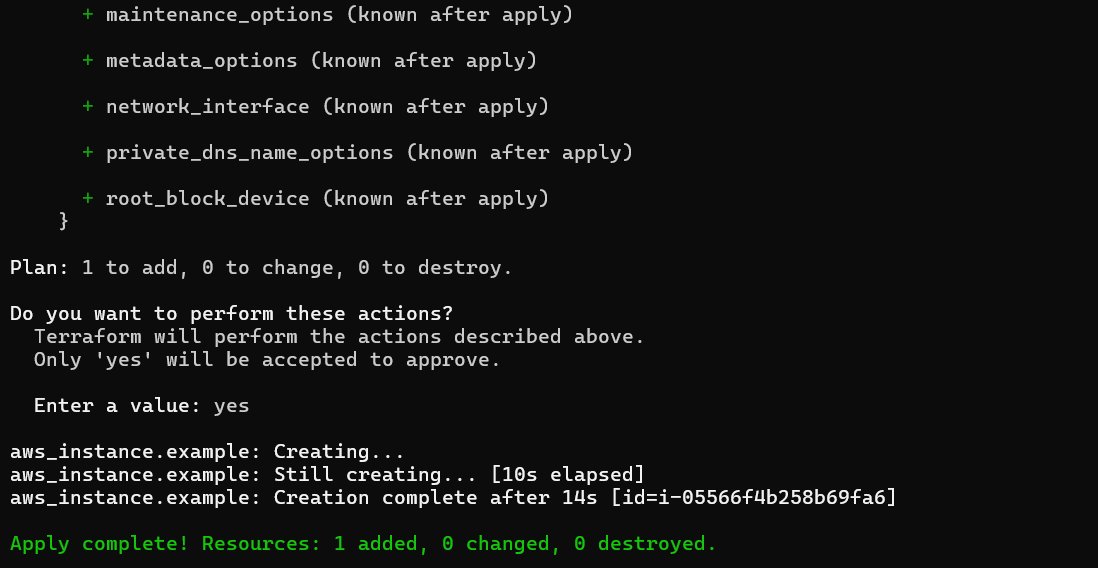 + maintenance_options (known after apply)
+ metadata_options (known after apply)
+ network_interface (known after apply)
+ private_dns_name_options (known after apply)
+ root_block_device (known after apply)
}
Plan: 1 to add, 0 to change, 0 to destroy.
Do you want to perform these actions?
Terraform will perform the actions described above.
Only 'yes' will be accepted to approve.
Enter a value: yes
aws_instance.example: Creating...
aws_instance.example: Still creating... [10s elapsed]
aws_instance.example: Creation complete after 14s [id=i-05566f4b258b69fa6]
Apply complete! Resources: 1 added, 0 changed, 0 destroyed.